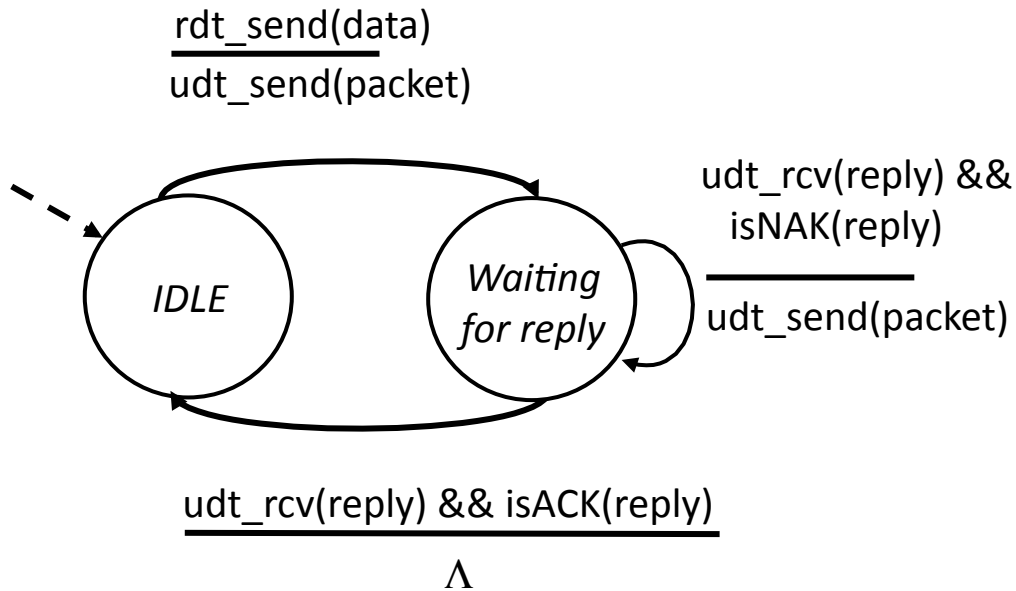 rdt_send(data)
udt_send(packet)
udt_rcv(reply) &&
isNAK(reply)
udt_send(packet)
IDLE
Waiting
for reply
udt_rcv(reply) && isACK(reply)
Λ